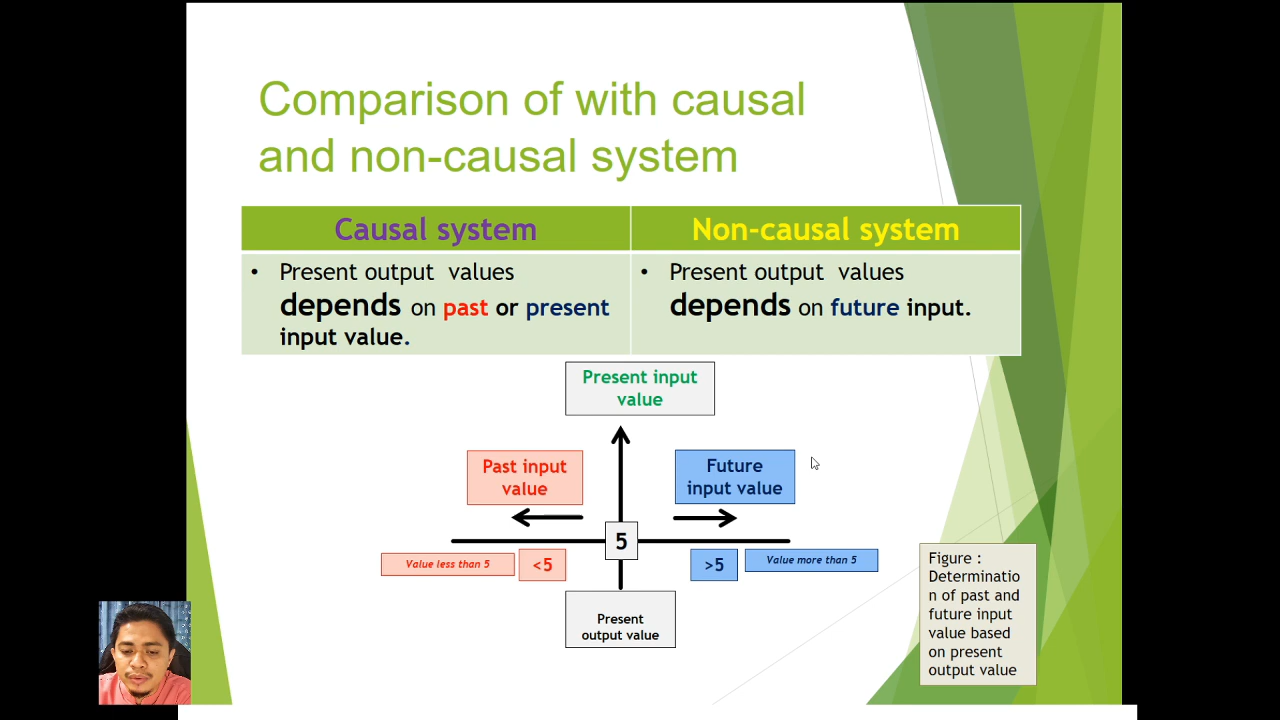 Comparison of with causal
and non-causal system
Causal system
Non-causal system
• Present output values
depends on past or present
input value.
• Present output values
depends on future input.
Present input
value
Past input
value
Future
input value
5
Value less than 5
<5
>5
Value more than 5
Present
output value
Figure :
Determinatio
n of past and
future input
value based
on present
output value